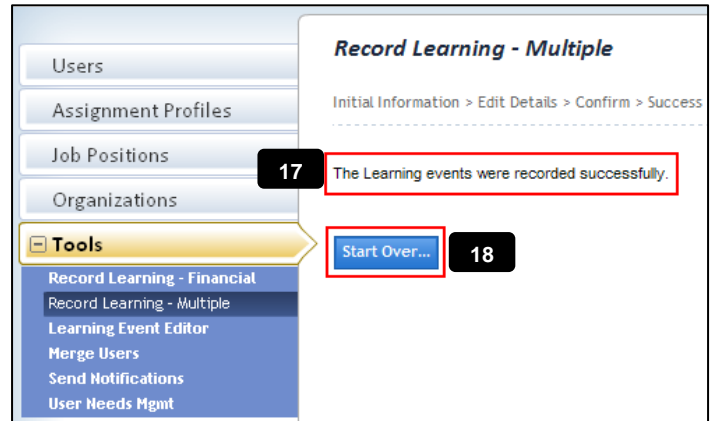 Users
Assignment Profiles
Job Positions
Organizations
Tools
Record Learning - Financial
Record Learning - Multiple
Learning Event Editor
Merge Users
Send Notifications
User Needs Mgmt
Record Learning - Multiple
Initial Information > Edit Details > Confirm > Success
17
The Learning events were recorded successfully.
Start Over...
18